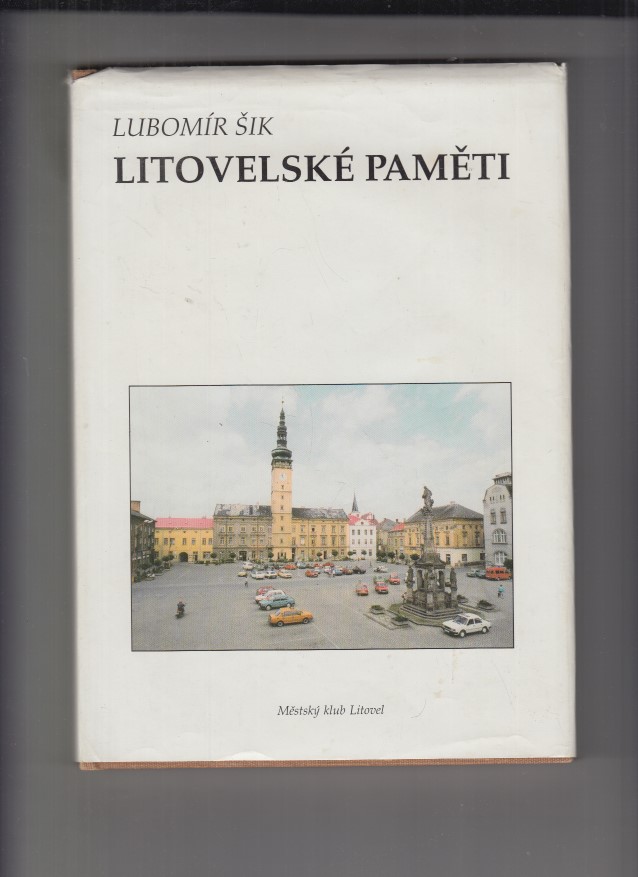 LUBOMÍR ŠIK
LITOVELSKÉ PAMĚTI
Městský klub Litovel